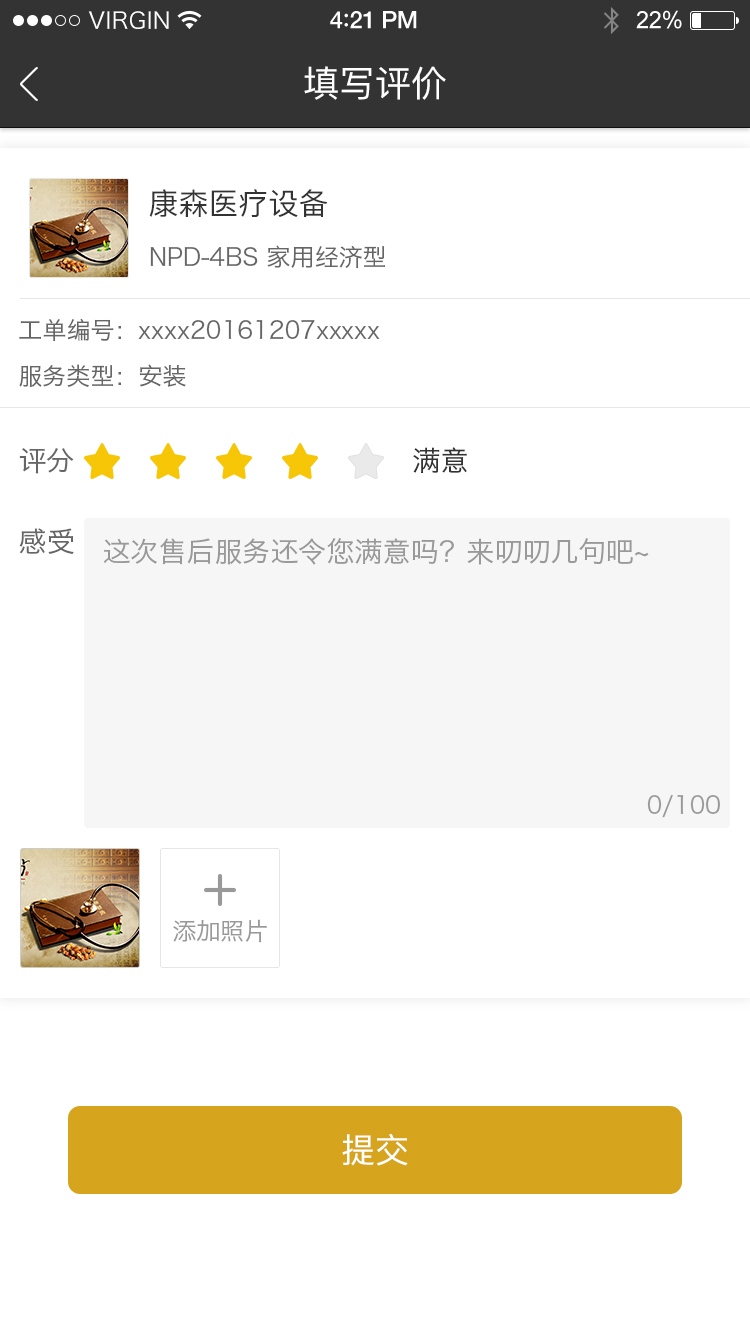 VIRGIN 4:21 PM 22%
填写评价
康森医疗设备
NPD-4BS 家用经济型
工单编号：xxxx20161207xxxxx
服务类型：安装
评分 满意
感受 这次售后服务还令您满意吗？来叨叨几句吧~
0/100
添加照片
提交